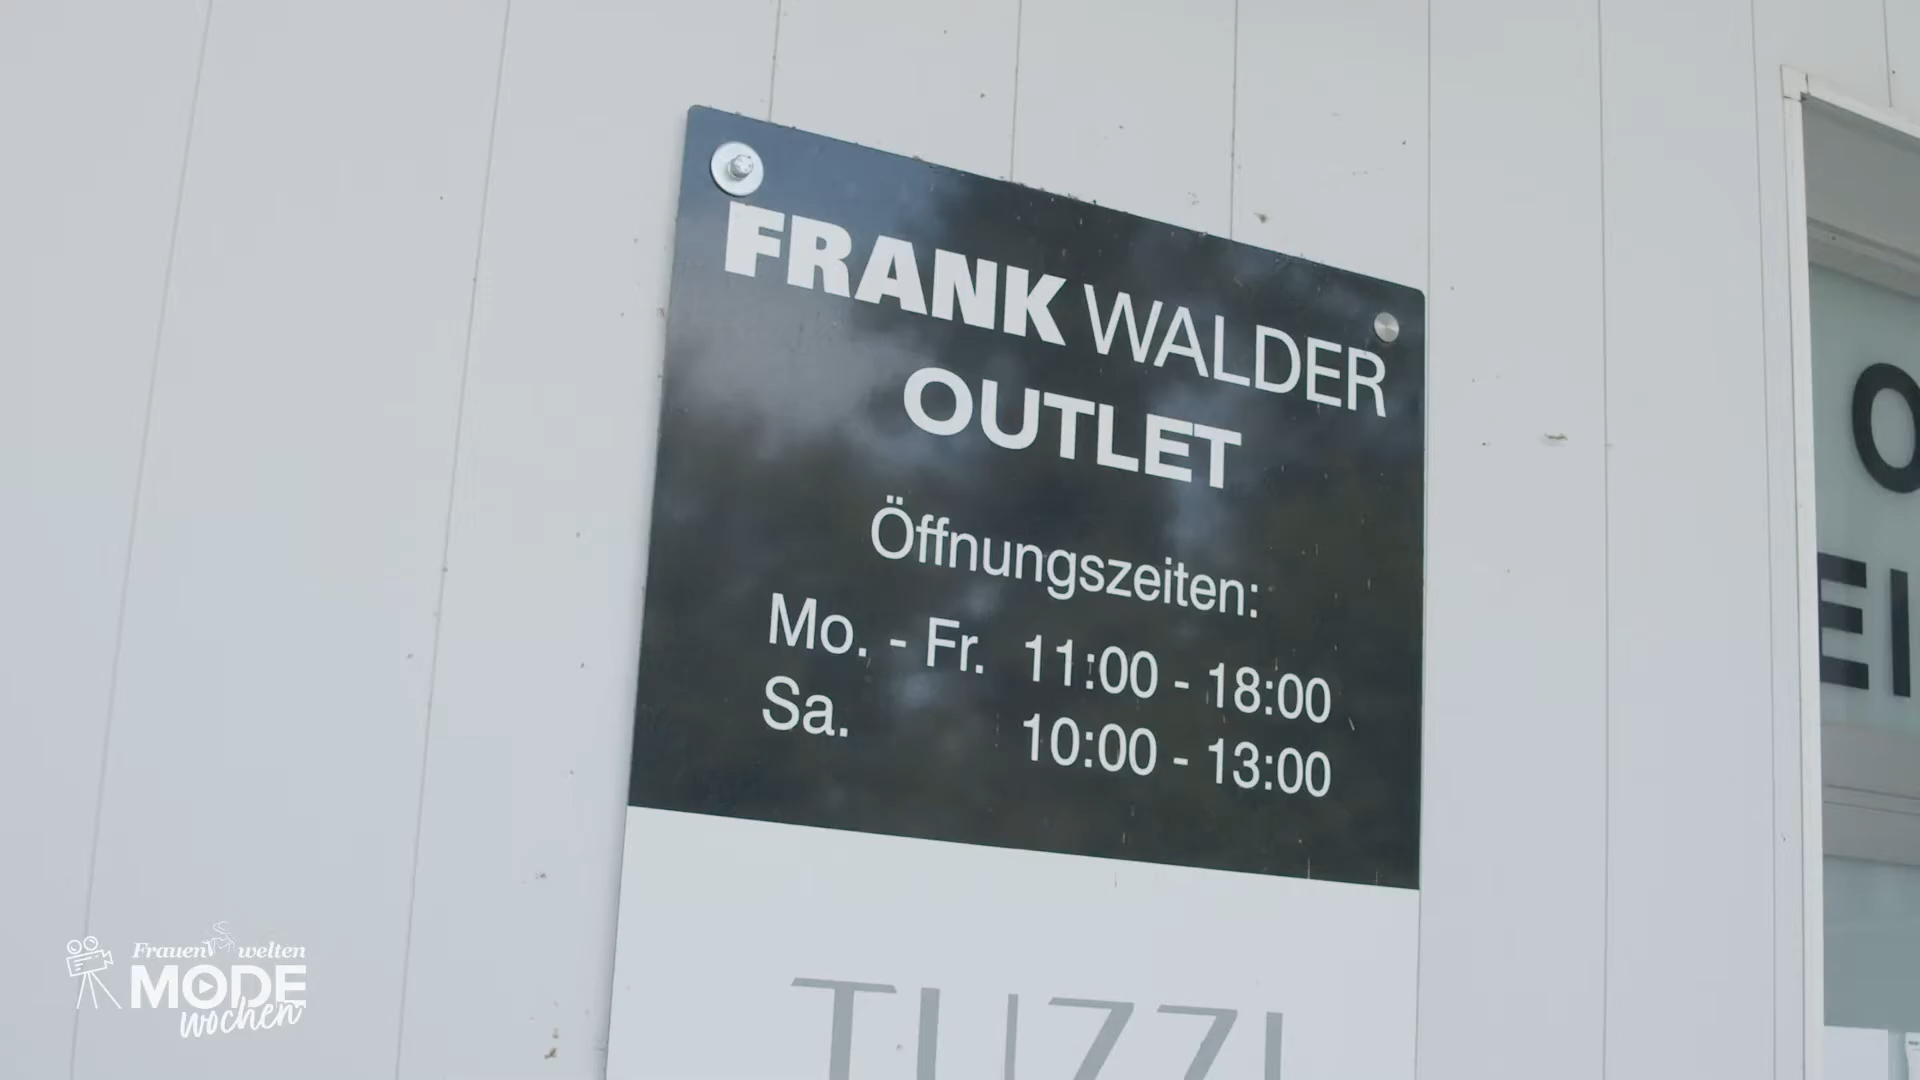 FRANK WALDER
OUTLET
Öffnungszeiten:
Mo. - Fr. 11:00 - 18:00
Sa. 10:00 - 13:00
TUZZI
O
EI
Frauen welten
MODE
wochen